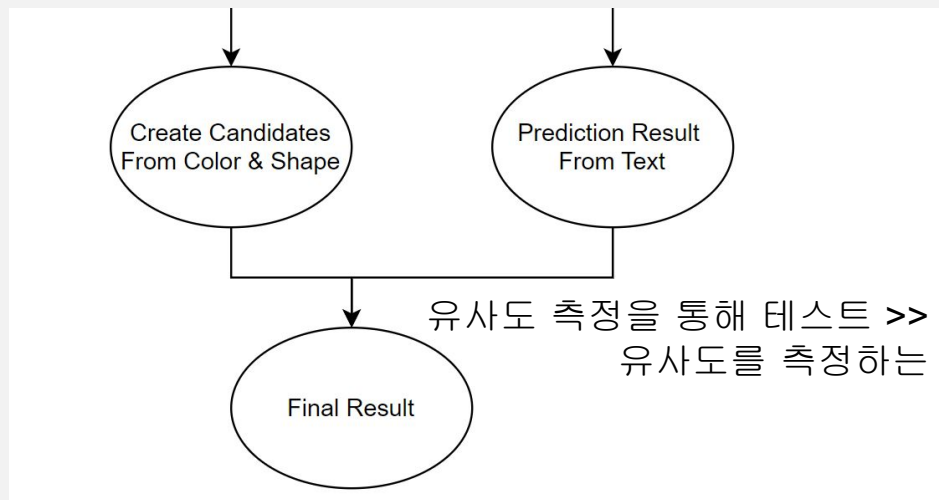 Create Candidates
From Color & Shape
Prediction Result
From Text
유사도 측정을 통해 테스트 >>
유사도를 측정하는
Final Result